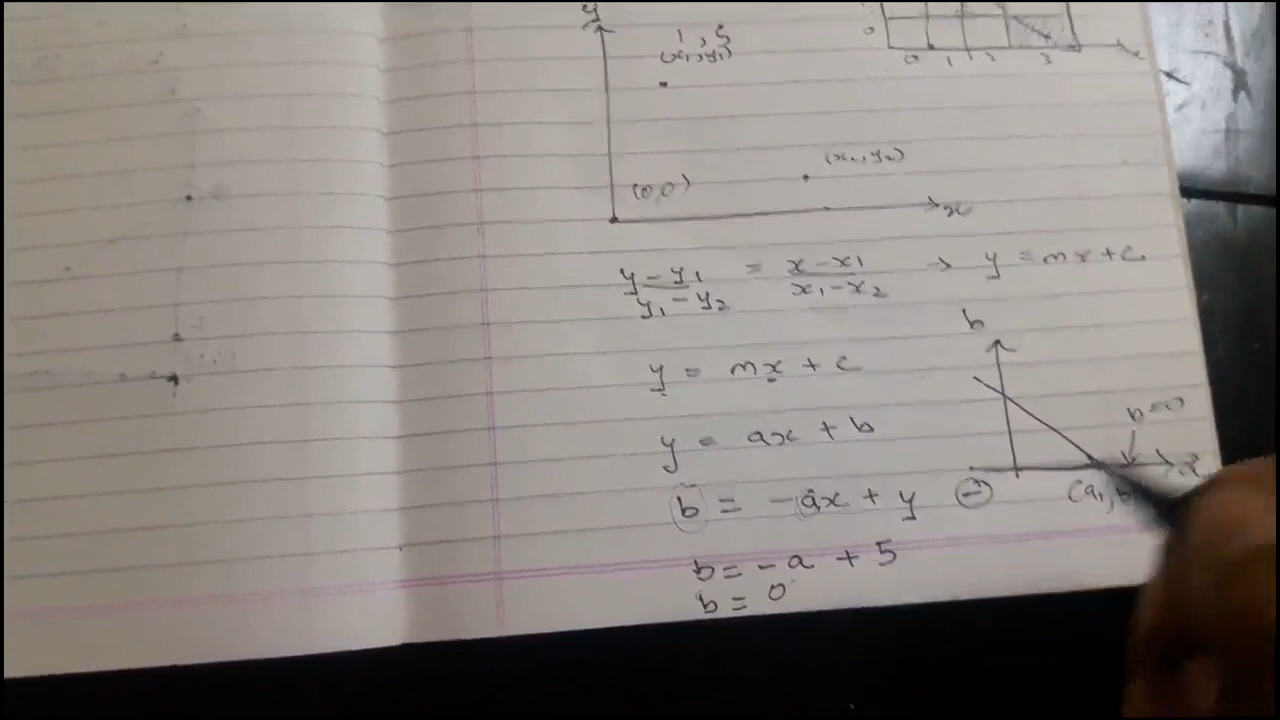 y
0
0 1 2 3
1, 5
(x1, y1)
(x2, y2)
(0,0)
x
y - y1 / y1 - y2 = x - x1 / x1 - x2 → y = mx + c
b
y = mx + c
b=0
y = ax + b
b = -ax + y
(a1, b
b = -a + 5
b = 0